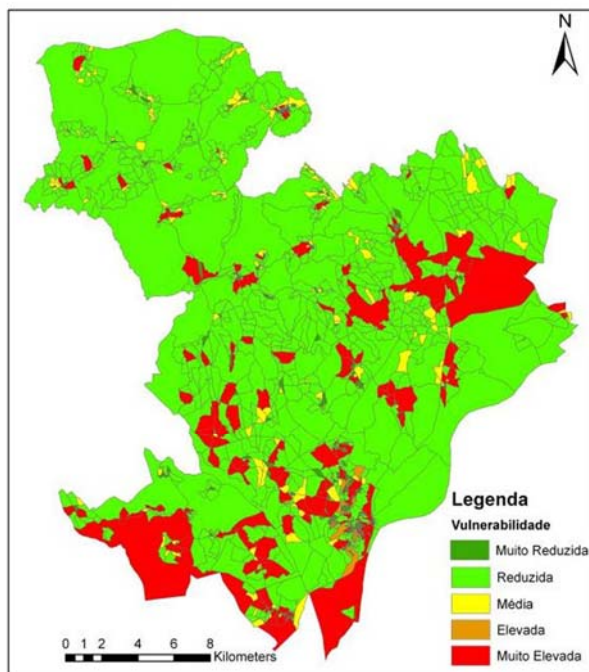 N
Legenda
Vulnerabilidade
Muito Reduzida
Reduzida
Média
Elevada
Muito Elevada
0 1 2 4 6 8
Kilometers